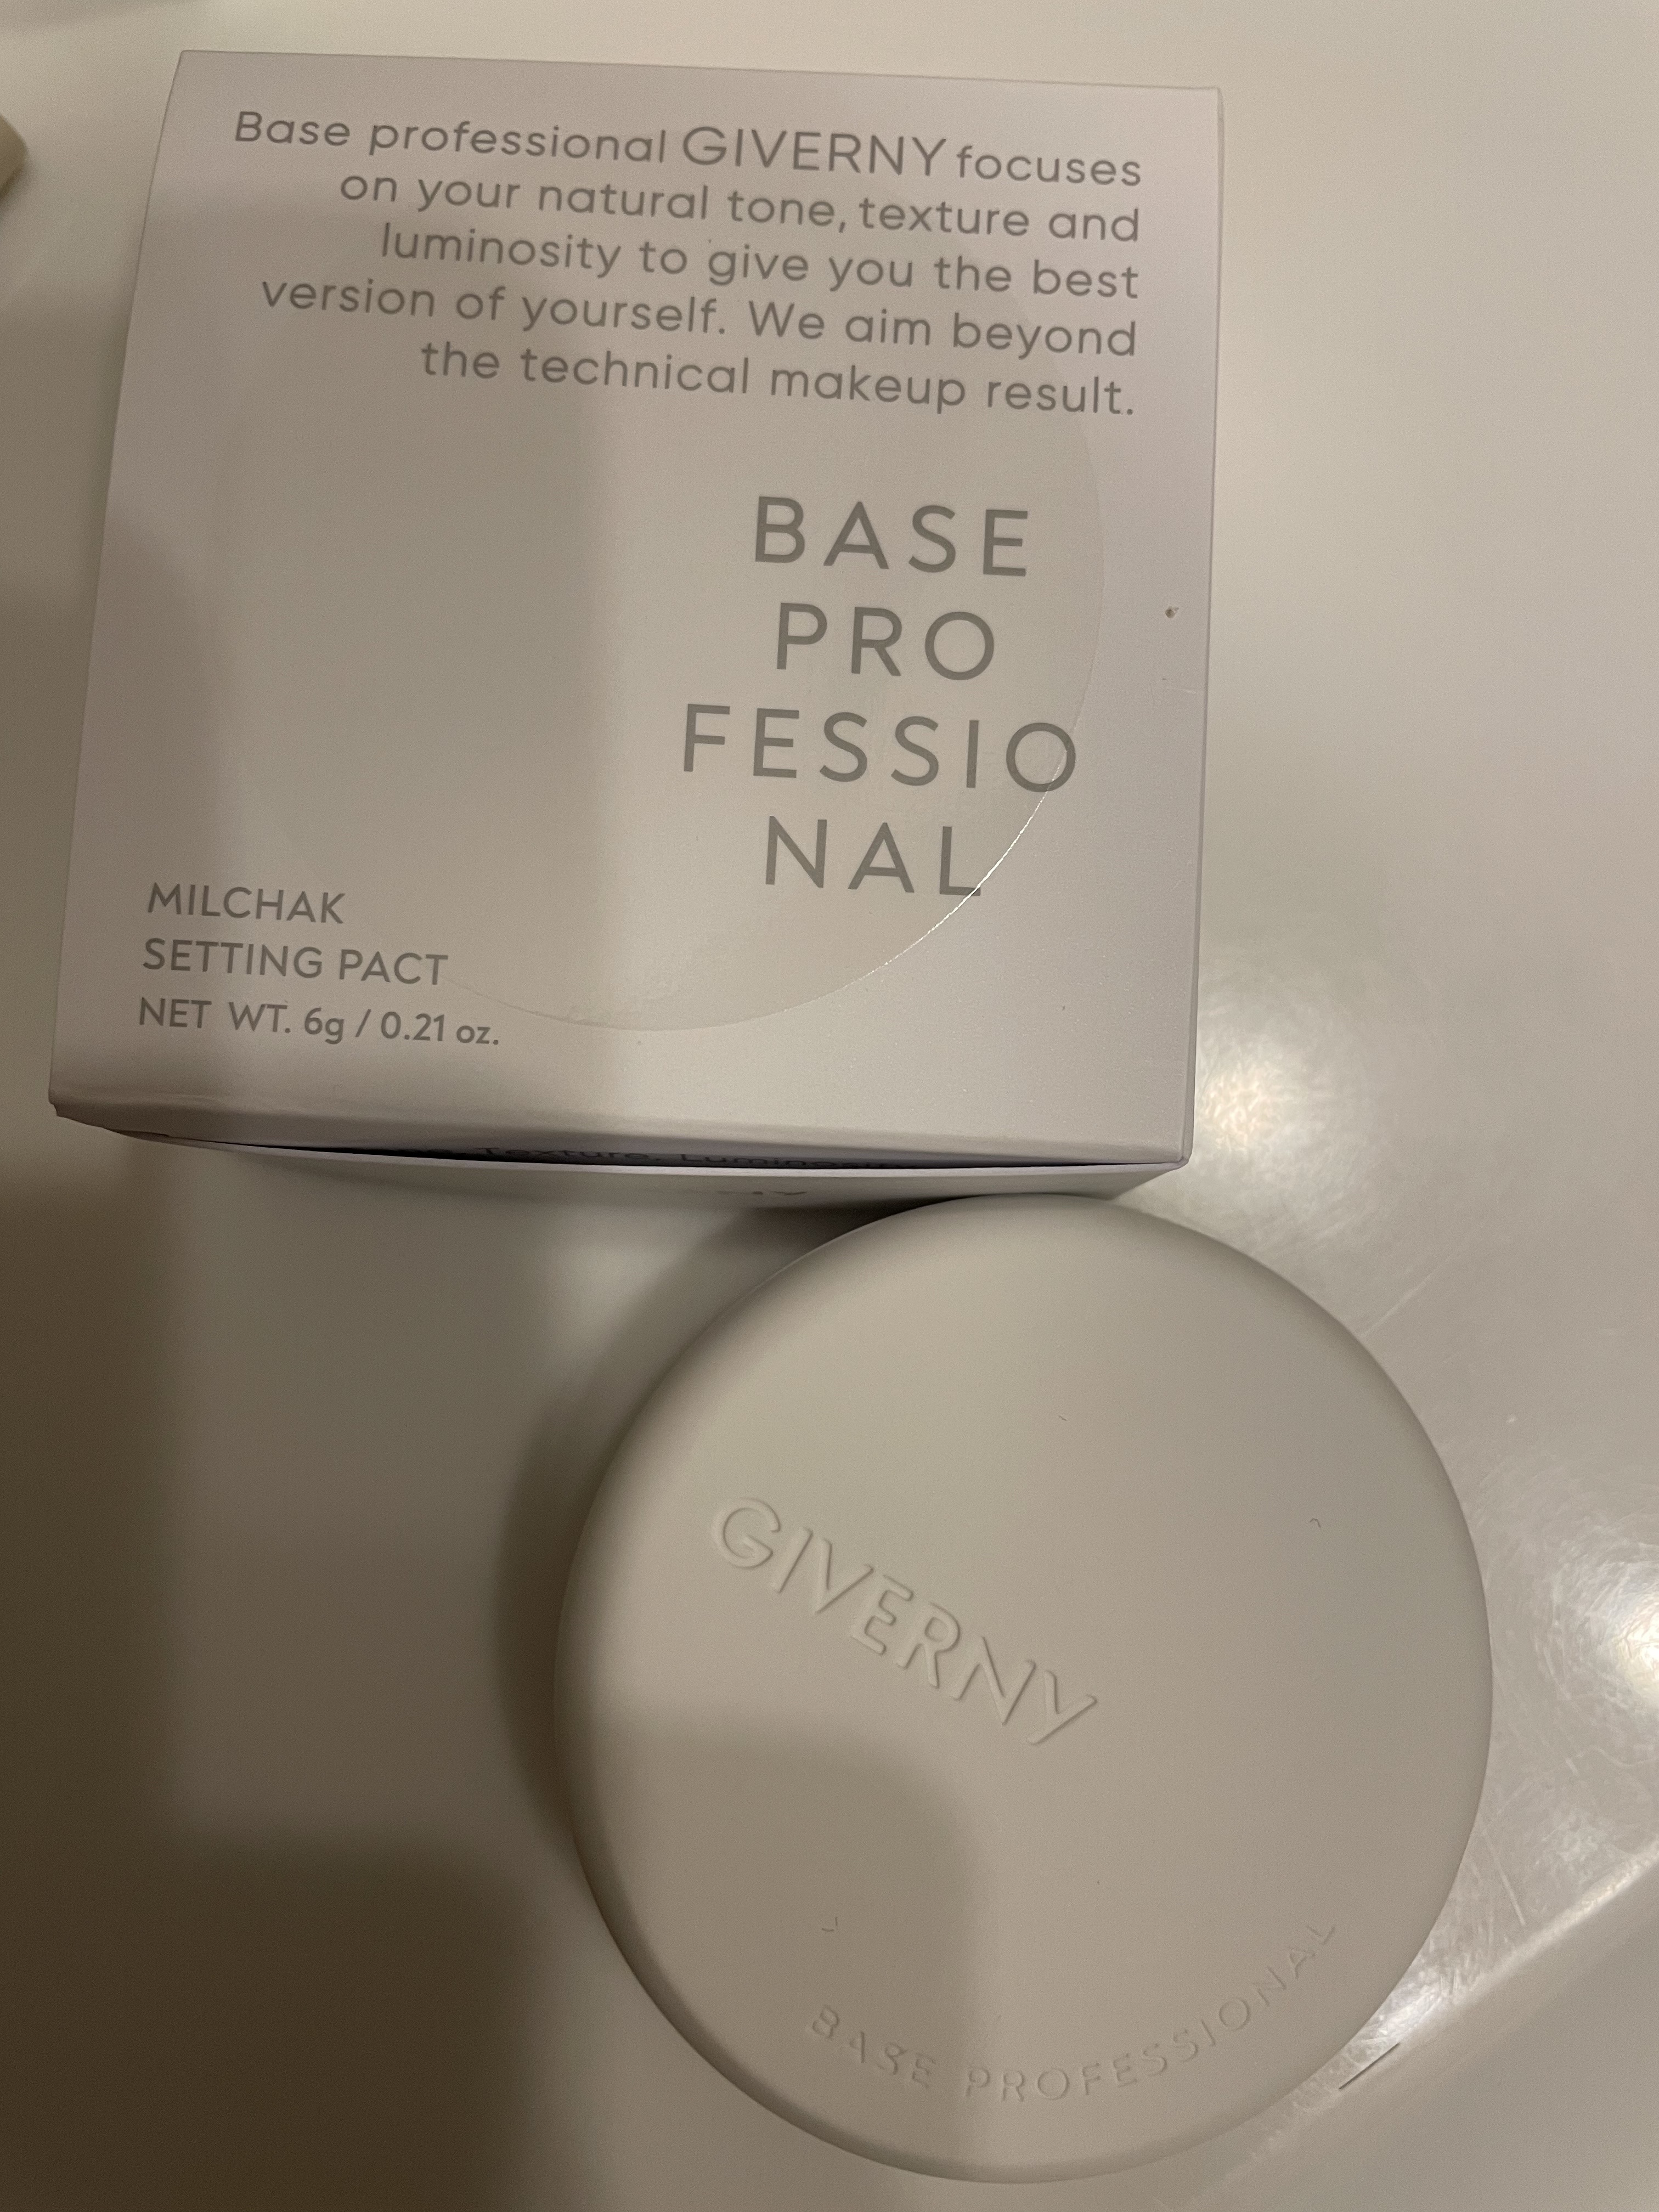 Base professional GIVERNY focuses
on your natural tone, texture and
luminosity to give you the best
version of yourself. We aim beyond
the technical makeup result.
BASE
PRO
FESSIO
NAL
MILCHAK
SETTING PACT
NET WT. 6g / 0.21 oz.
Texture, Luminosity
GIVERNY
BASE PROFESSIONAL